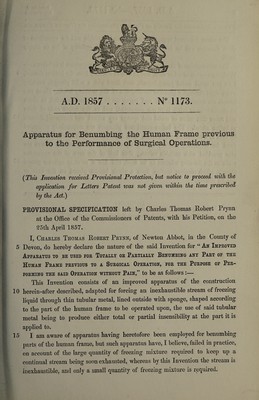 A.D. 1857 . . . . . . . N° 1173.
Apparatus for Benumbing the Human Frame previous
to the Performance of Surgical Operations.
(This Invention received Provisional Protection, but notice to proceed with the
application for Letters Patent was not given within the time prescribed
by the Act.)
PROVISIONAL SPECIFICATION left by Charles Thomas Robert Prynn
at the Office of the Commissioners of Patents, with his Petition, on the
25th April 1857.
I, CHARLES THOMAS ROBERT PRYNN, of Newton Abbot, in the County of
5 Devon, do hereby declare the nature of the said Invention for "AN IMPROVED
APPARATUS TO BE USED FOR TOTALLY OR PARTIALLY BENUMBING ANY PART OF THE
HUMAN FRAME PREVIOUS TO A SURGICAL OPERATION, FOR THE PURPOSE OF PER-
FORMING THE SAID OPERATION WITHOUT PAIN," to be as follows:—
This Invention consists of an improved apparatus of the construction
10 herein-after described, adapted for forcing an inexhaustible stream of freezing
liquid through thin tubular metal, lined outside with sponge, shaped according
to the part of the human frame to be operated upon, the use of said tubular
metal being to produce either total or partial insensibility at the part it is
applied to.
15 I am aware of apparatus having heretofore been employed for benumbing
parts of the human frame, but such apparatus have, I believe, failed in practice,
on account of the large quantity of freezing mixture required to keep up a
continual stream being soon exhausted, whereas by this Invention the stream is
inexhaustible, and only a small quantity of freezing mixture is required.